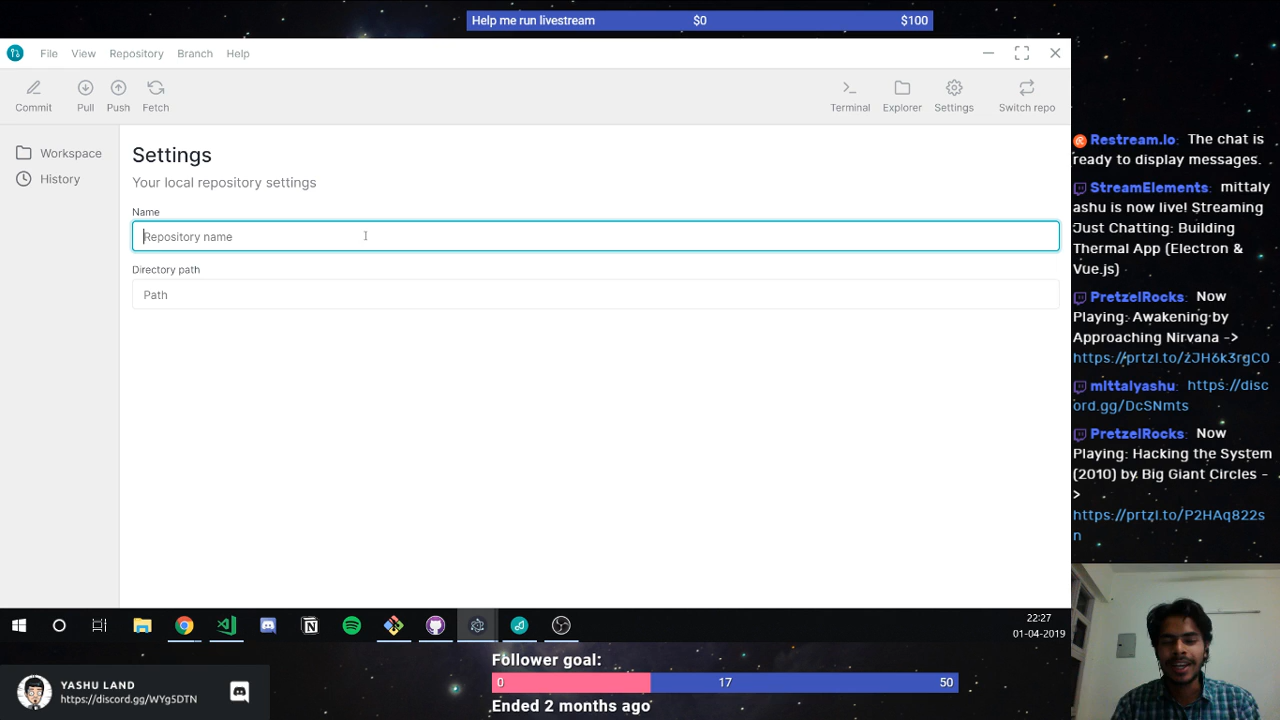 Help me run livestream $0 $100
File View Repository Branch Help
Commit Pull Push Fetch Terminal Explorer Settings Switch repo
Workspace
History
Settings
Your local repository settings
Name
Repository name
Directory path
Path
Restream.Io: The chat is
ready to display messages.
StreamElements: mittaly
ashu is now live! Streaming
Just Chatting: Building
Thermal App (Electron &
Vue.js)
PretzelRocks: Now
Playing: Awakening by
Approaching Nirvana ->
https://prtzl.to/zJH6k3rgC0
mittalyashu: https://disc
ord.gg/DcSNmts
PretzelRocks: Now
Playing: Hacking the System
(2010) by Big Giant Circles -
>
https://prtzl.to/P2HAq822s
n
22:27
01-04-2019
YASHU LAND
https://discord.gg/WYg5DTN
Follower goal:
0 17 50
Ended 2 months ago